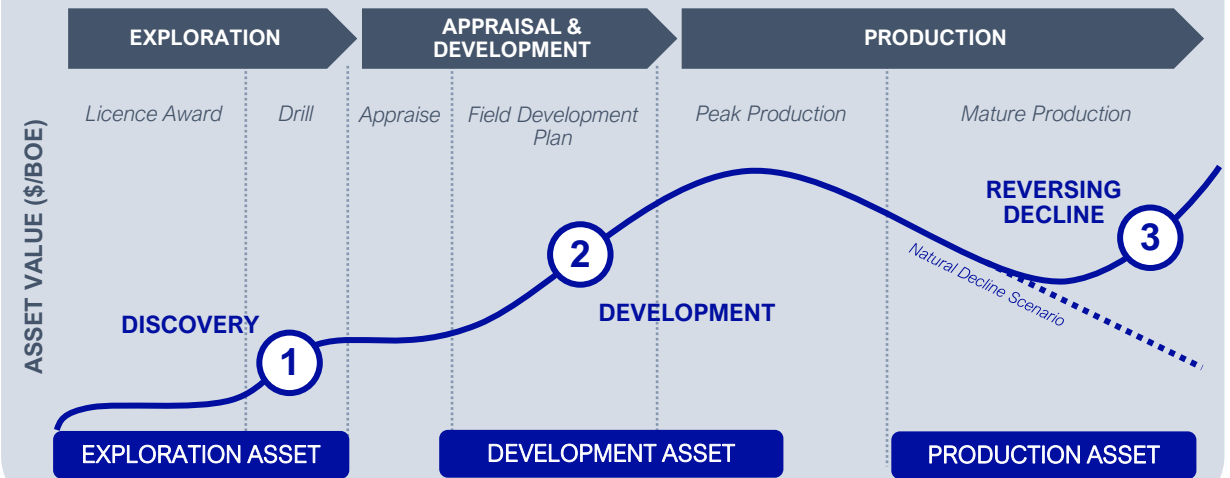 EXPLORATION
APPRAISAL &
DEVELOPMENT
PRODUCTION
Licence Award
Drill
Appraise
Field Development
Plan
Peak Production
Mature Production
ASSET VALUE ($/BOE)
REVERSING
DECLINE
3
2
Natural Decline Scenario
DEVELOPMENT
DISCOVERY
1
EXPLORATION ASSET
DEVELOPMENT ASSET
PRODUCTION ASSET